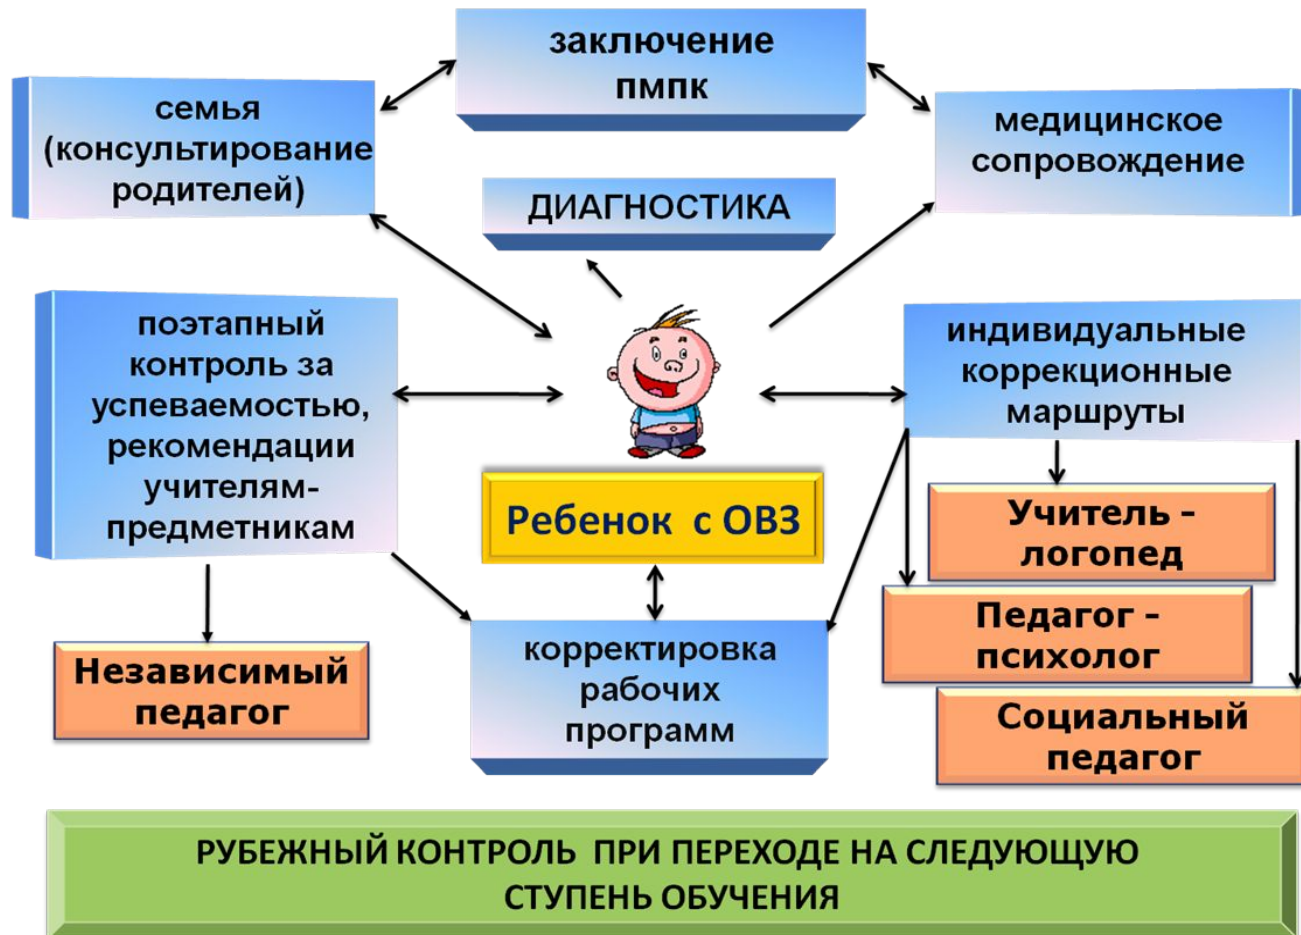 заключение
пмпк
семья
(консультирование
родителей)
медицинское
сопровождение
ДИАГНОСТИКА
поэтапный
контроль за
успеваемостью,
рекомендации
учителям-
предметникам
индивидуальные
коррекционные
маршруты
Ребенок с ОВЗ
Учитель –
логопед
Педагог –
психолог
Социальный
педагог
Независимый
педагог
корректировка
рабочих
программ
РУБЕЖНЫЙ КОНТРОЛЬ ПРИ ПЕРЕХОДЕ НА СЛЕДУЮЩУЮ
СТУПЕНЬ ОБУЧЕНИЯ